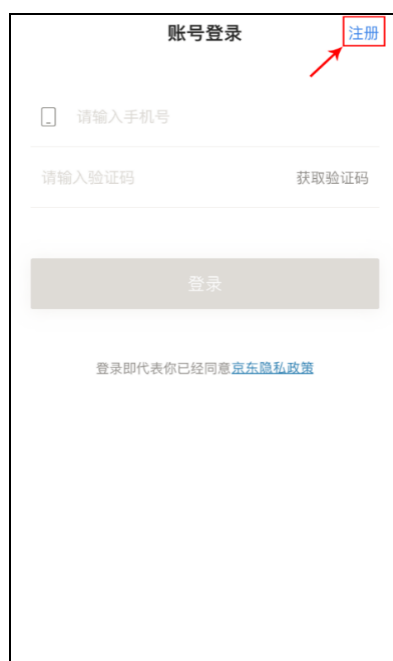 账号登录
注册
请输入手机号
请输入验证码
获取验证码
登录
登录即代表你已经同意京东隐私政策